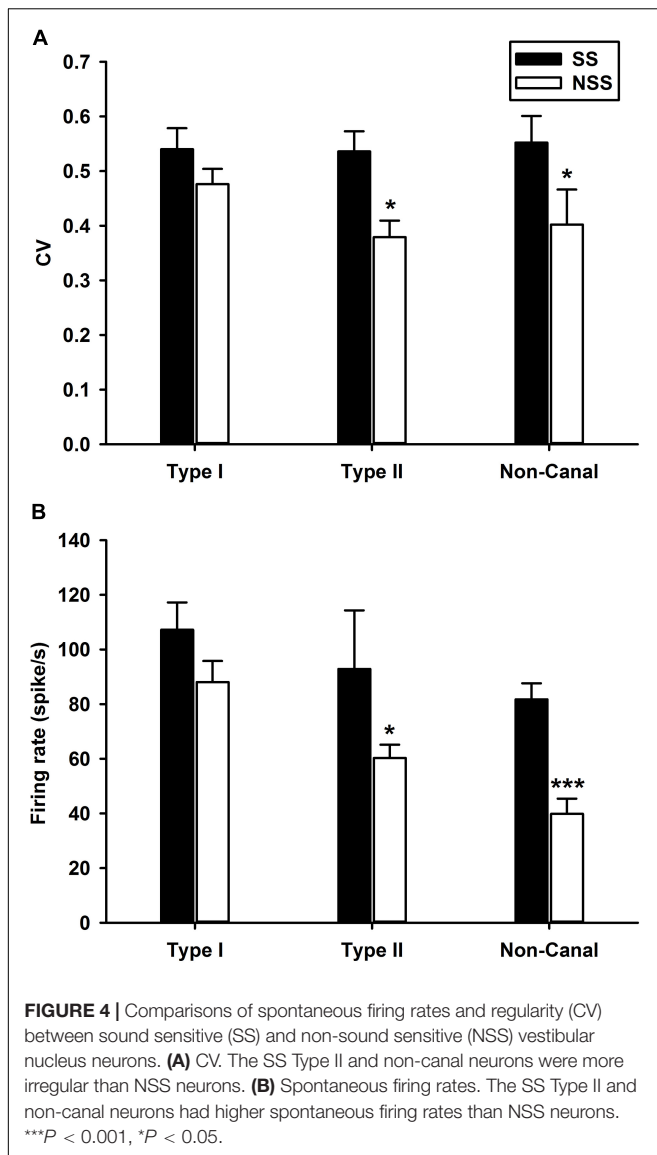 A
0.7
SS
NSS
0.6
0.5
*
*
0.4
CV
0.3
0.2
0.1
0.0
Type I Type II Non-Canal
B
140
120
100
80
*
***
60
Firing rate (spike/s)
40
20
0
Type I Type II Non-Canal
FIGURE 4 | Comparisons of spontaneous firing rates and regularity (CV)
between sound sensitive (SS) and non-sound sensitive (NSS) vestibular
nucleus neurons. (A) CV. The SS Type II and non-canal neurons were more
irregular than NSS neurons. (B) Spontaneous firing rates. The SS Type II and
non-canal neurons had higher spontaneous firing rates than NSS neurons.
***P < 0.001, *P < 0.05.